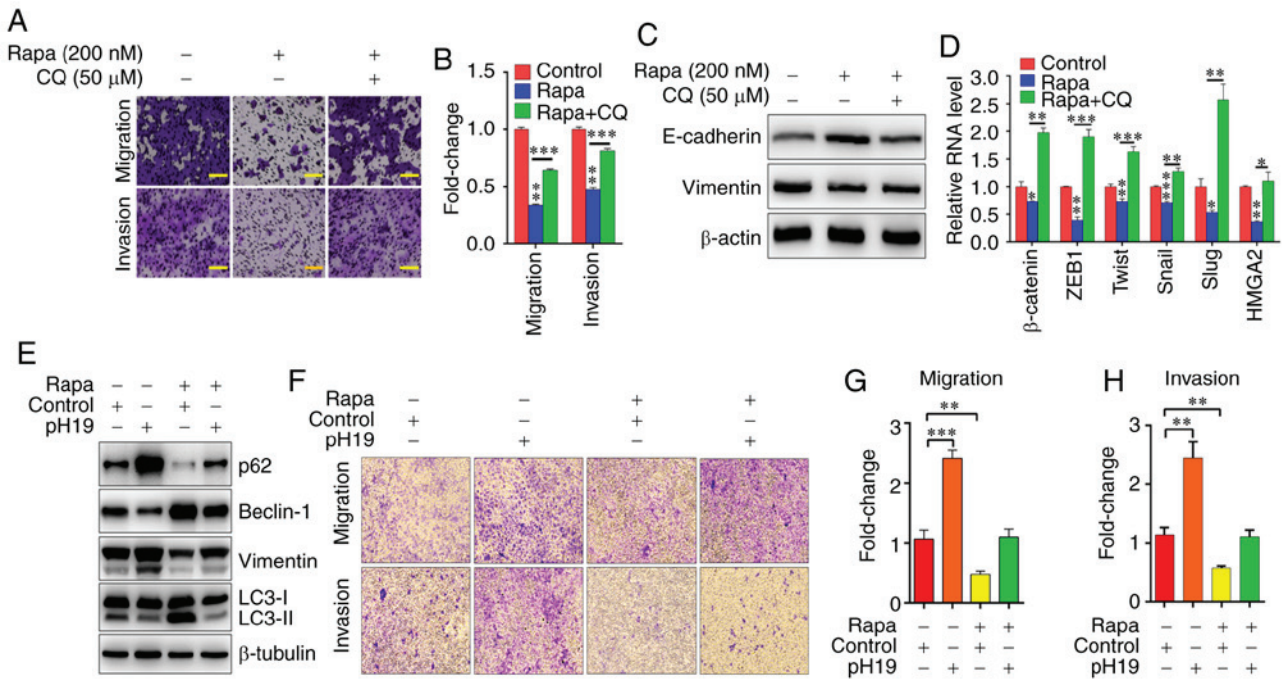 A
Rapa (200 nM) − + +
CQ (50 μM) − − +
Migration
Invasion
B
Fold-change
1.5
1.0
0.5
0.0
Control
Rapa
Rapa+CQ
** ***
** ***
Migration
Invasion
C
Rapa (200 nM) − + +
CQ (50 μM) − − +
E-cadherin
Vimentin
β-actin
D
Relative RNA level
3.0
2.5
2.0
1.5
1.0
0.5
0.0
Control
Rapa
Rapa+CQ
* **
** ***
** ***
*** **
* **
** *
β-catenin
ZEB1
Twist
Snail
Slug
HMGA2
E
Rapa − − + +
Control + − + −
pH19 − + − +
p62
Beclin-1
Vimentin
LC3-I
LC3-II
β-tubulin
F
Rapa − − + +
Control + − + −
pH19 − + − +
Migration
Invasion
G
Migration
Fold-change
3
2
1
0
**
***
Rapa − − + +
Control + − + −
pH19 − + − +
H
Invasion
Fold-change
3
2
1
0
**
**
Rapa − − + +
Control + − + −
pH19 − + − +